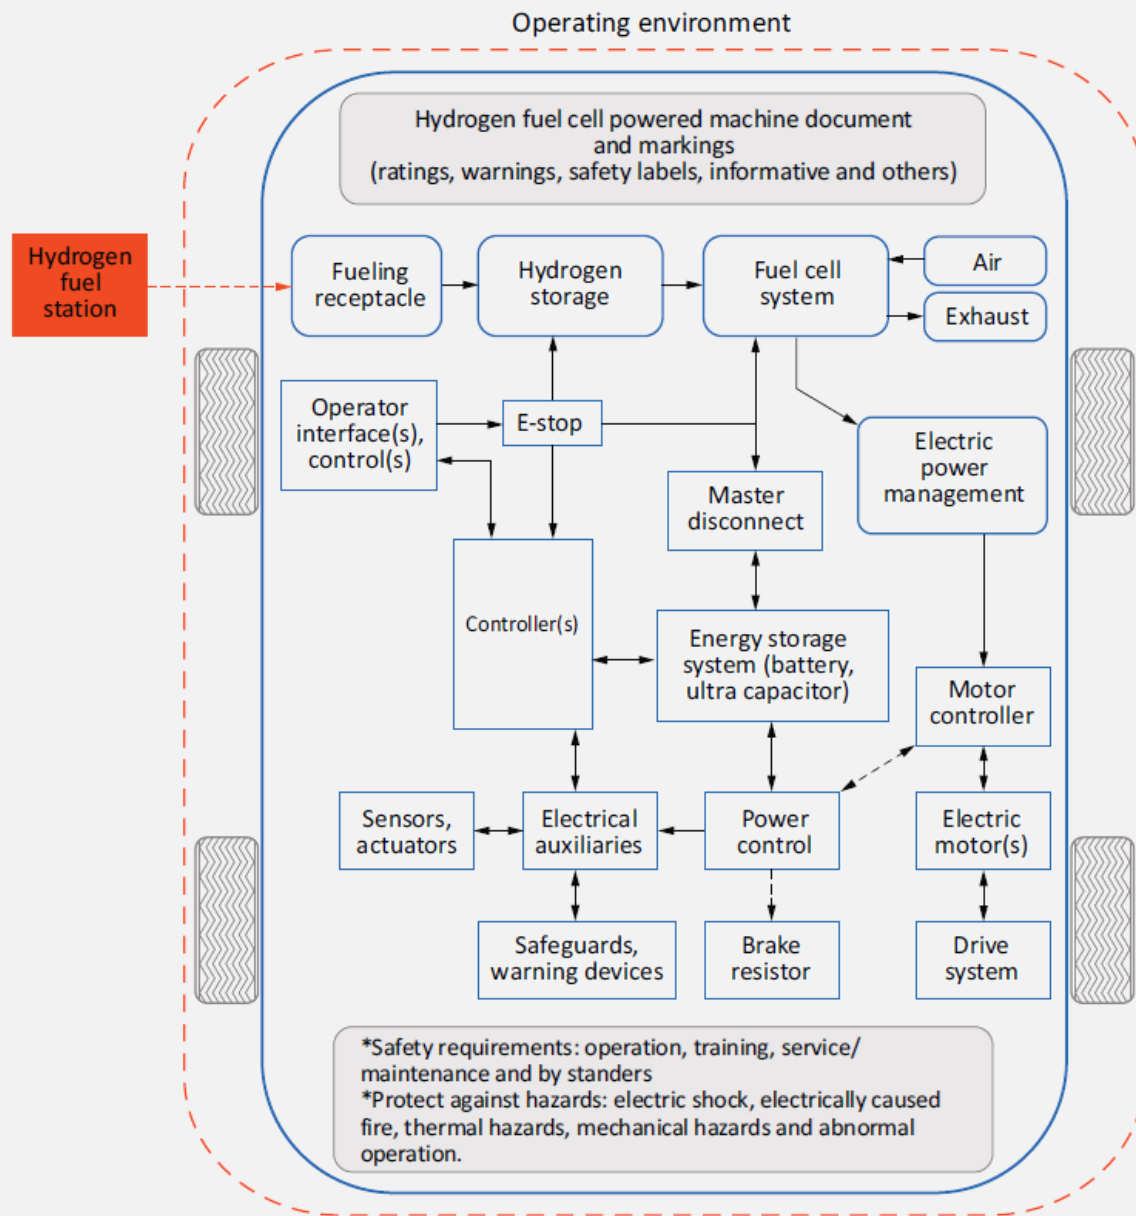 Operating environment
Hydrogen fuel cell powered machine document
and markings
(ratings, warnings, safety labels, informative and others)
Hydrogen
fuel
station
Fueling
receptacle
Hydrogen
storage
Fuel cell
system
Air
Exhaust
Operator
interface(s),
control(s)
E-stop
Electric
power
management
Master
disconnect
Controller(s)
Energy storage
system (battery,
ultra capacitor)
Motor
controller
Sensors,
actuators
Electrical
auxiliaries
Power
control
Electric
motor(s)
Safeguards,
warning devices
Brake
resistor
Drive
system
*Safety requirements: operation, training, service/
maintenance and by standers
*Protect against hazards: electric shock, electrically caused
fire, thermal hazards, mechanical hazards and abnormal
operation.